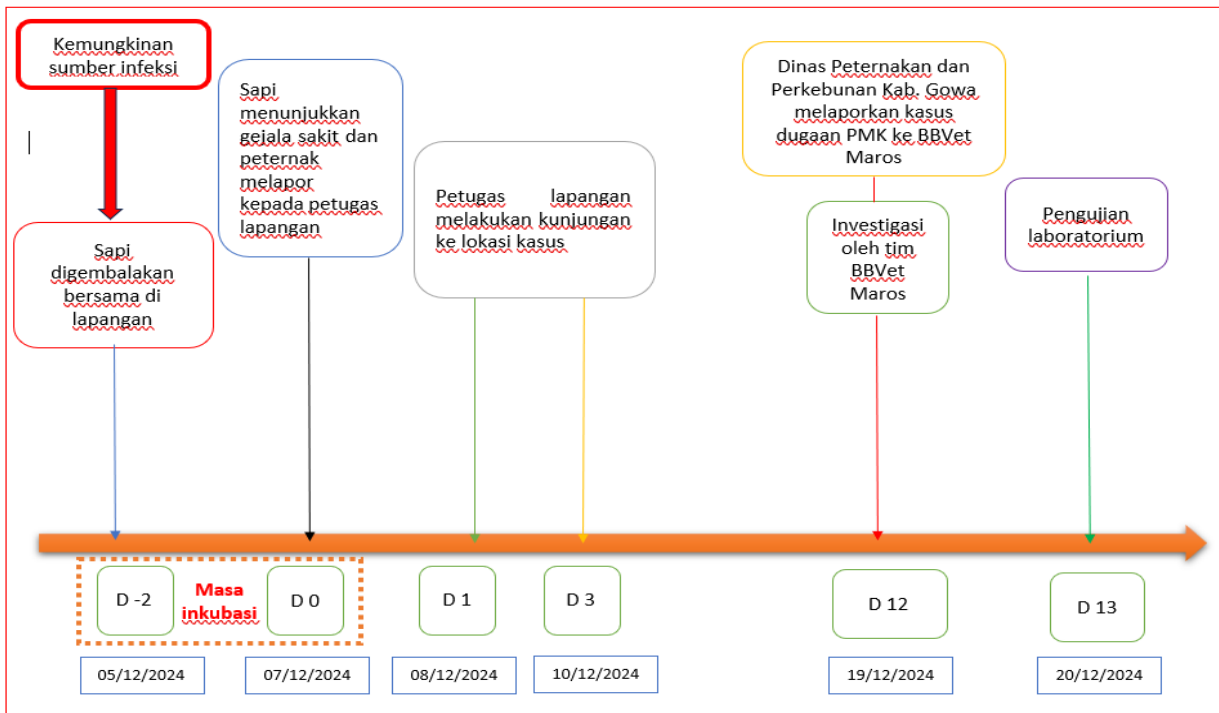 Kemungkinan
sumber infeksi
Sapi
digembalakan
bersama di
lapangan
Sapi
menunjukkan
gejala sakit dan
peternak
melapor
kepada petugas
lapangan
Petugas lapangan
melakukan kunjungan
ke lokasi kasus
Dinas Peternakan dan
Perkebunan Kab. Gowa
melaporkan kasus
dugaan PMK ke BBVet
Maros
Investigasi
oleh tim
BBVet
Maros
Pengujian
laboratorium
D -2
Masa
inkubasi
D 0
D 1
D 3
D 12
D 13
05/12/2024
07/12/2024
08/12/2024
10/12/2024
19/12/2024
20/12/2024